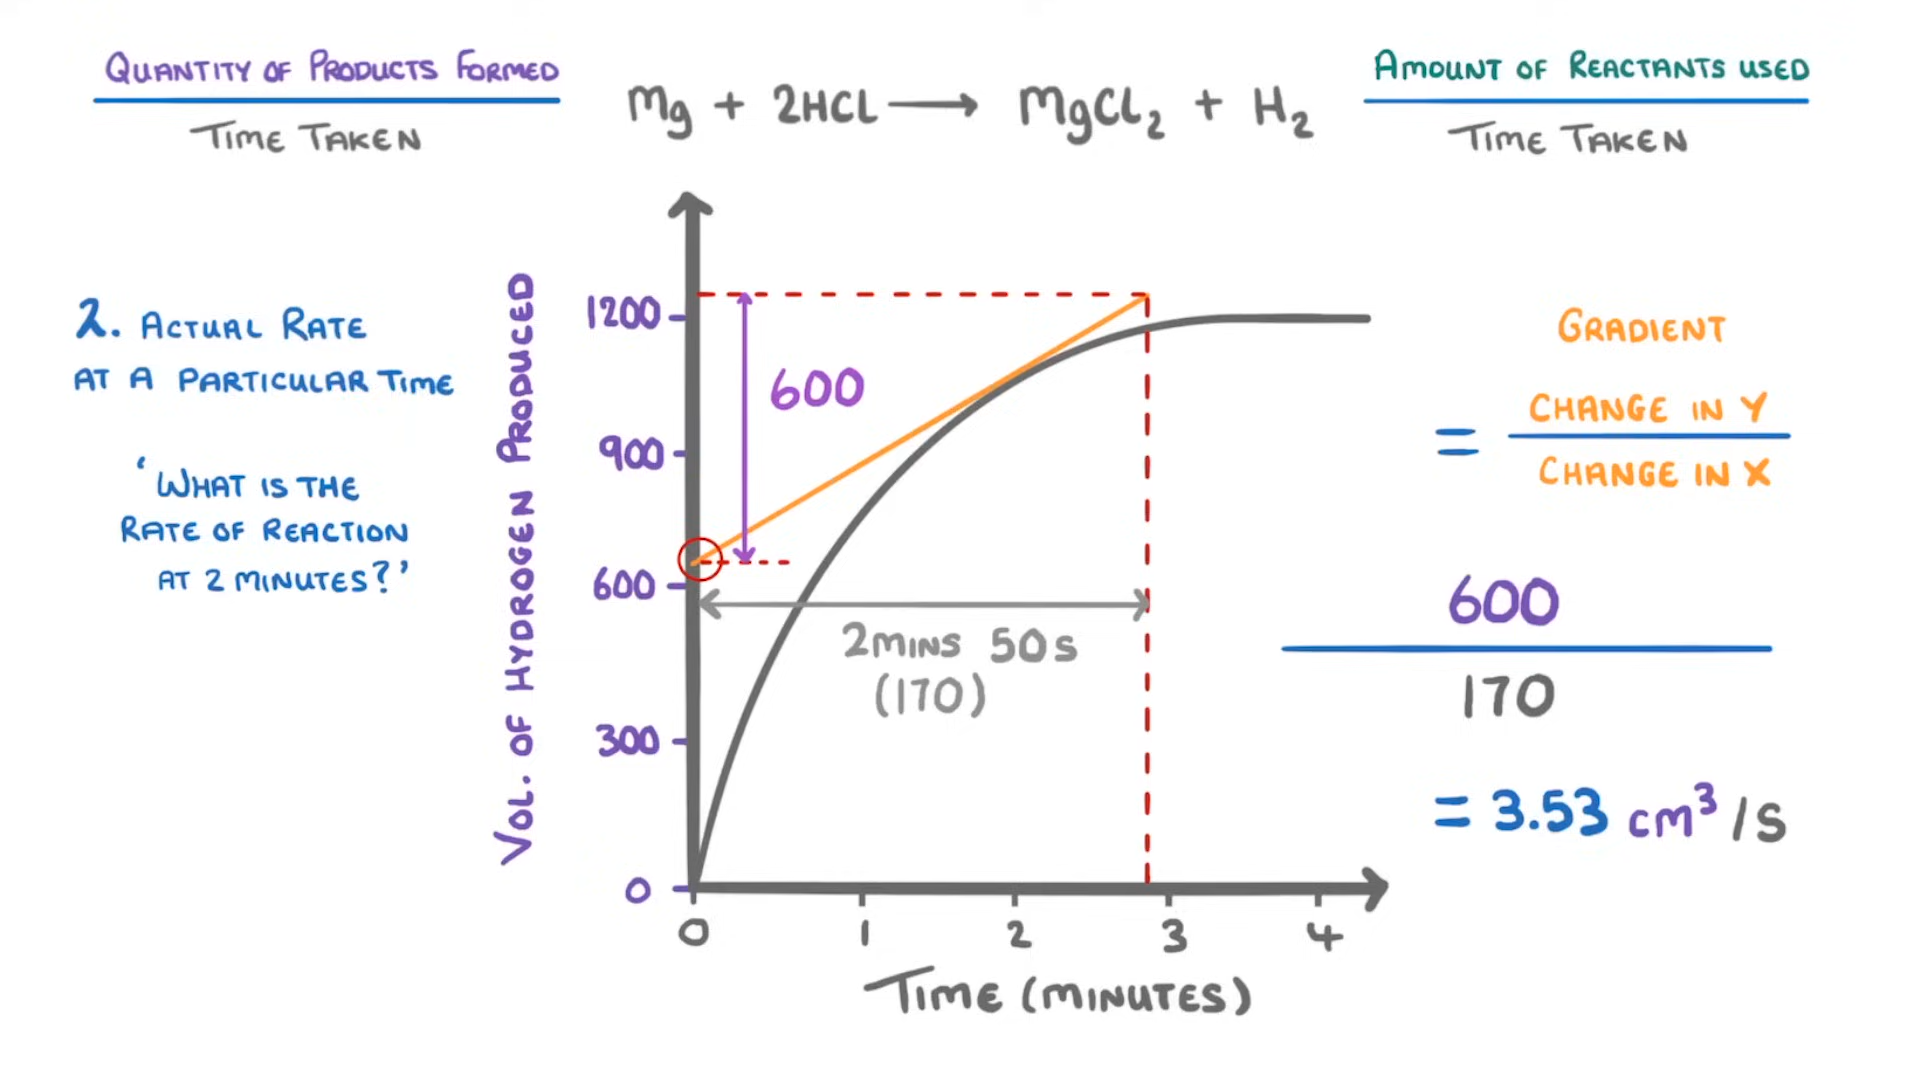 QUANTITY OF PRODUCTS FORMED
TIME TAKEN
Mg + 2HCL → MgCL₂ + H₂
AMOUNT OF REACTANTS USED
TIME TAKEN
2. ACTUAL RATE
AT A PARTICULAR TIME
‘WHAT IS THE
RATE OF REACTION
AT 2 MINUTES?’
VOL. OF HYDROGEN PRODUCED
1200
900
600
300
0
600
2MINS 50s
(170)
0 1 2 3 4
TIME (MINUTES)
GRADIENT
= CHANGE IN Y
CHANGE IN X
600
170
= 3.53 cm³/s